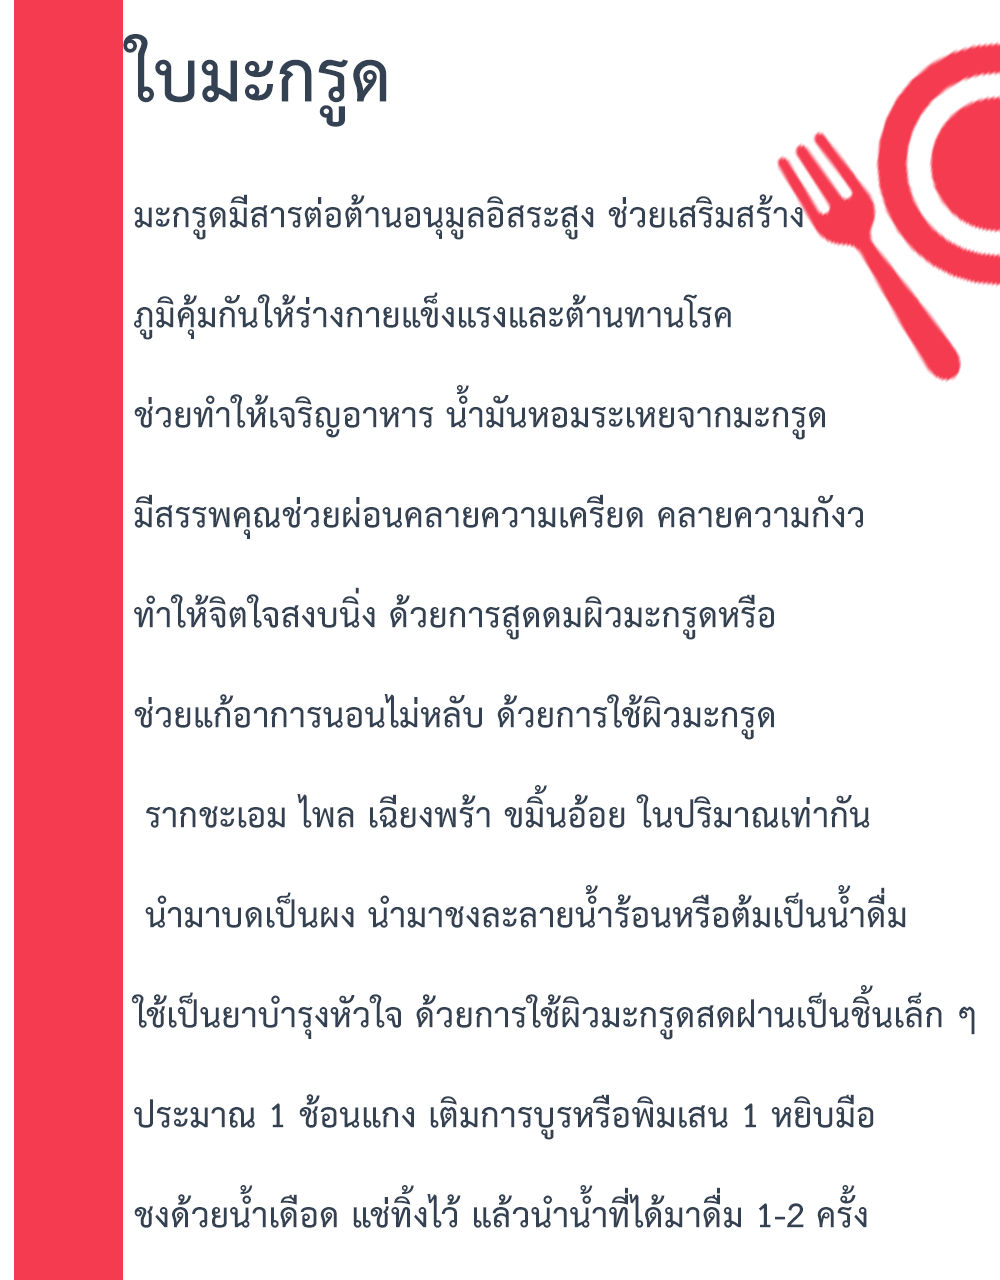 ใบมะกรูด
มะกรูดมีสารต่อต้านอนุมูลอิสระสูง ช่วยเสริมสร้าง
ภูมิคุ้มกันให้ร่างกายแข็งแรงและต้านทานโรค
ช่วยทำให้เจริญอาหาร น้ำมันหอมระเหยจากมะกรูด
มีสรรพคุณช่วยผ่อนคลายความเครียด คลายความกังว
ทำให้จิตใจสงบนิ่ง ด้วยการสูดดมผิวมะกรูดหรือ
ช่วยแก้อาการนอนไม่หลับ ด้วยการใช้ผิวมะกรูด
รากชะเอม ไพล เฉียงพร้า ขมิ้นอ้อย ในปริมาณเท่ากัน
นำมาบดเป็นผง นำมาชงละลายน้ำร้อนหรือต้มเป็นน้ำดื่ม
ใช้เป็นยาบำรุงหัวใจ ด้วยการใช้ผิวมะกรูดสดฝานเป็นชิ้นเล็ก ๆ
ประมาณ 1 ช้อนแกง เติมการบูรหรือพิมเสน 1 หยิบมือ
ชงด้วยน้ำเดือด แช่ทิ้งไว้ แล้วนำน้ำที่ได้มาดื่ม 1-2 ครั้ง